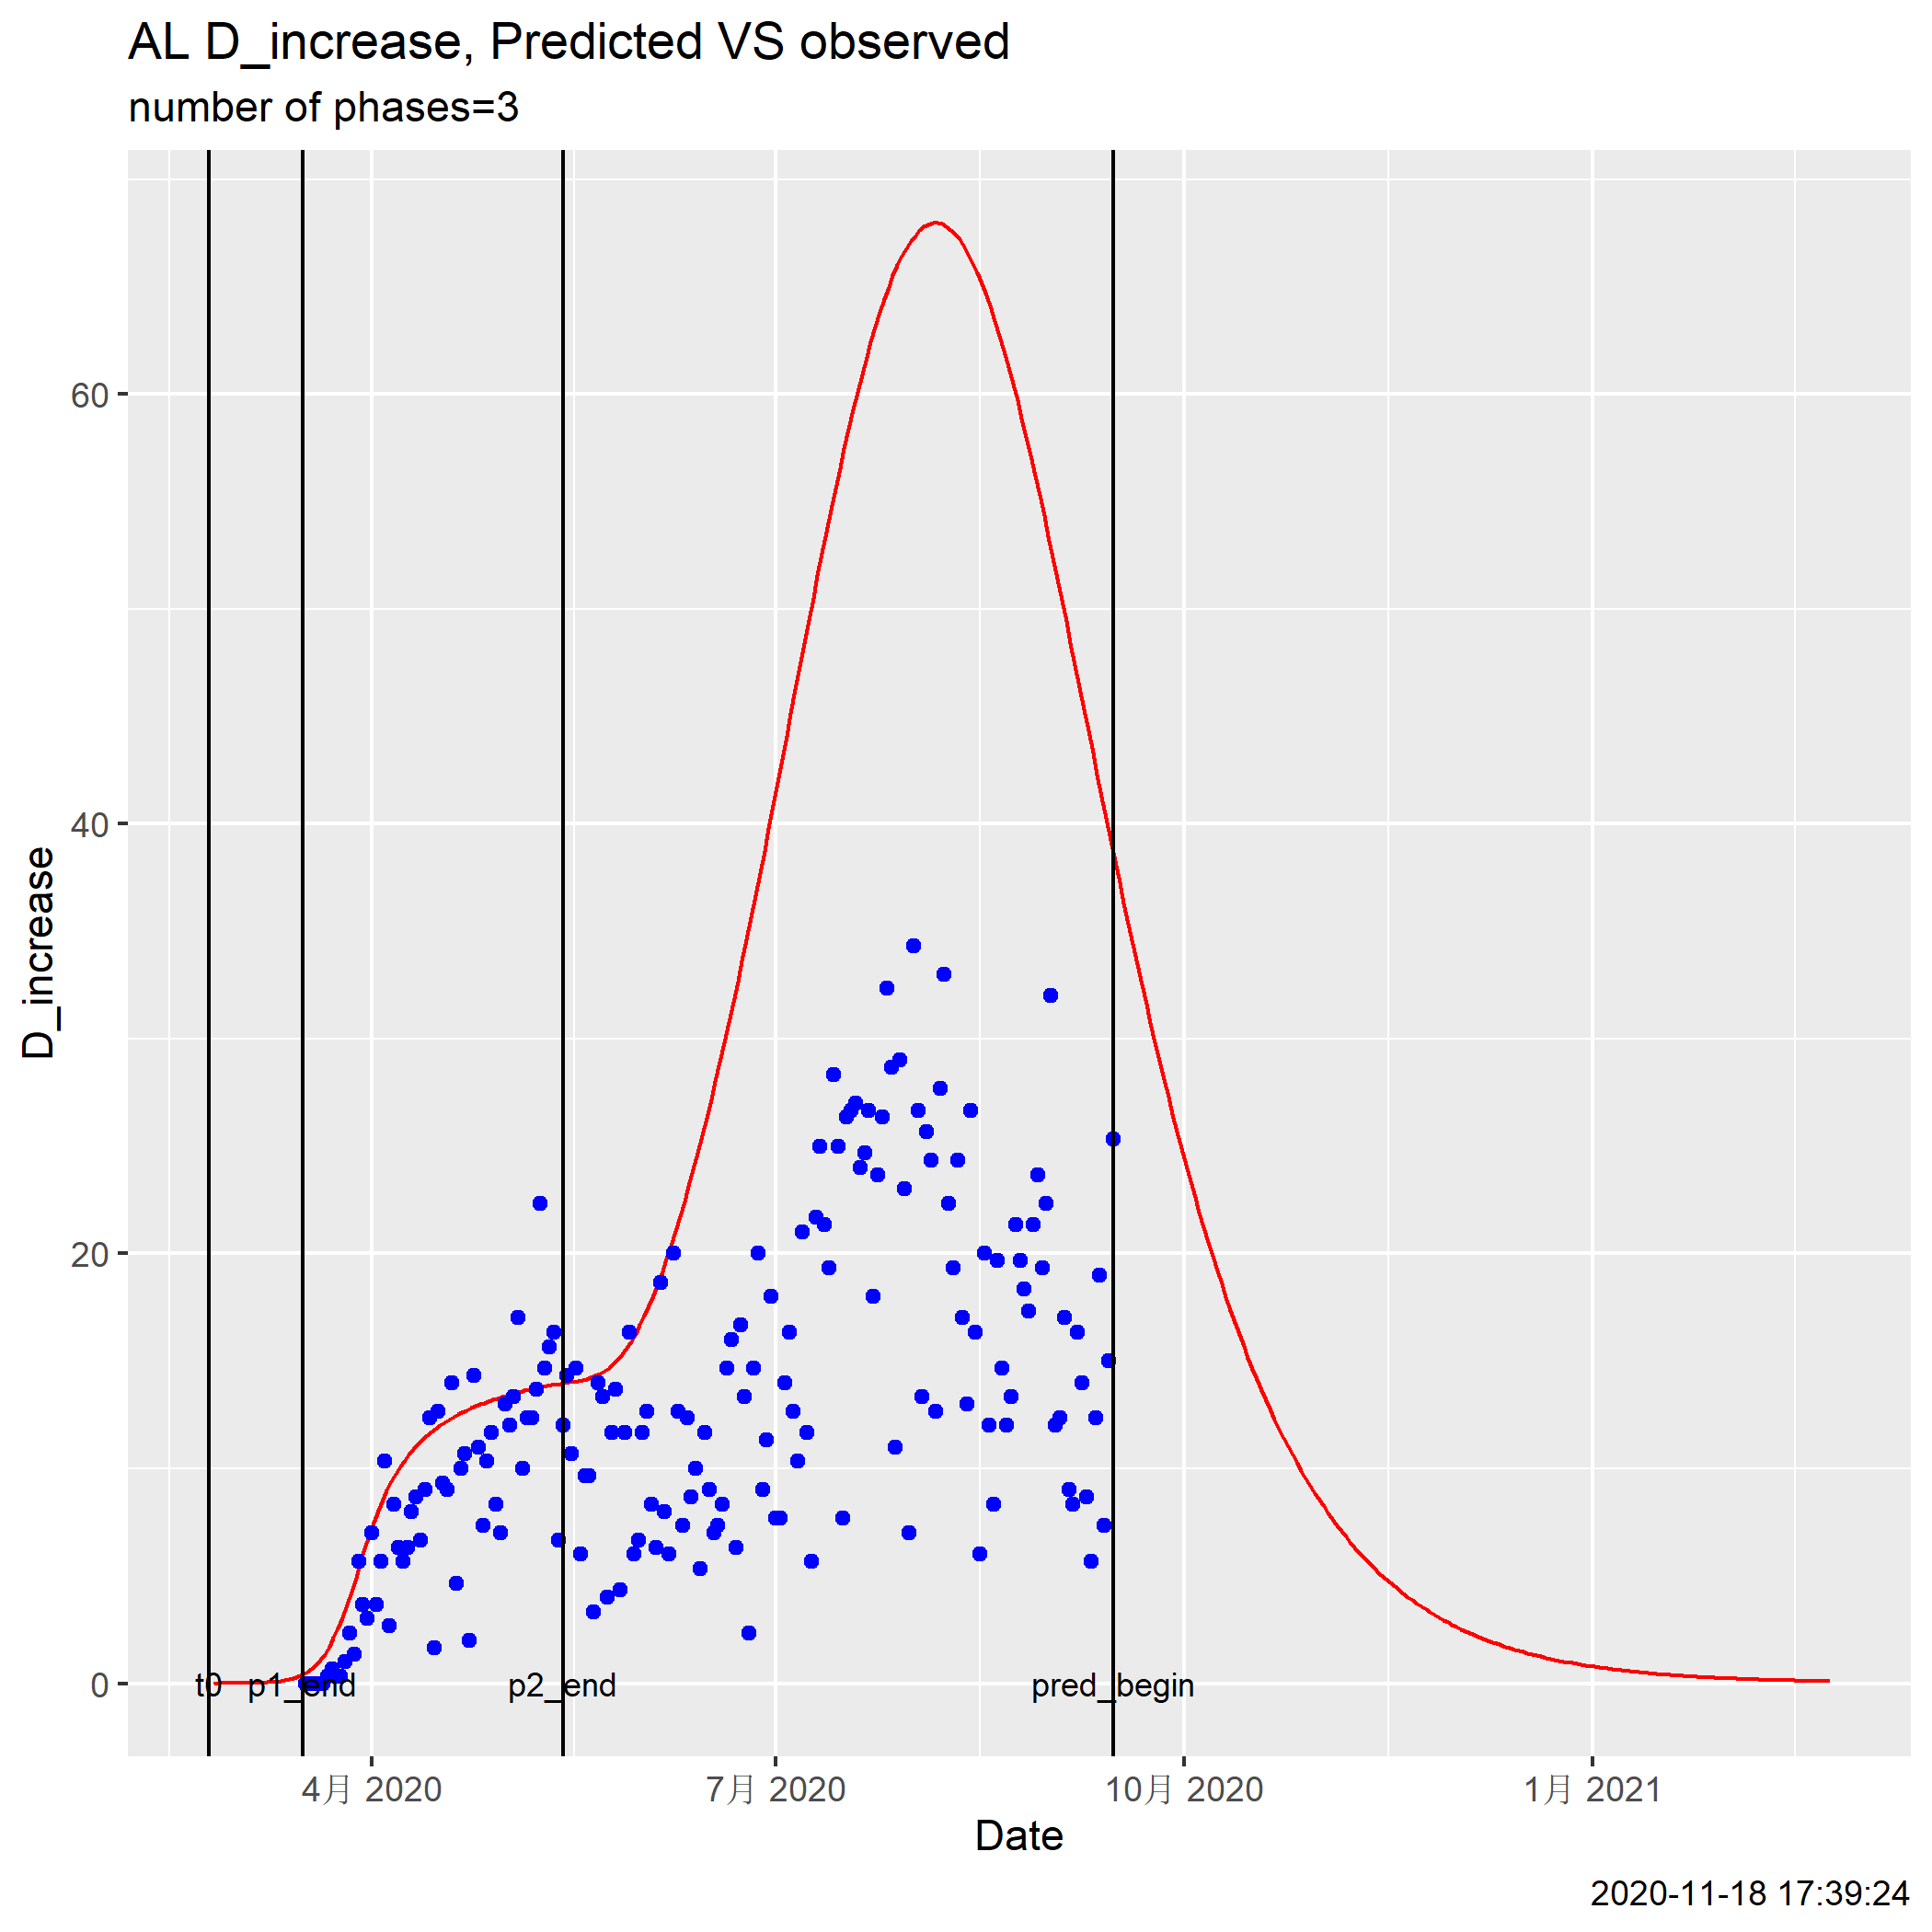 AL D_increase, Predicted VS observed
number of phases=3
D_increase
60
40
20
0
t0 p1_end p2_end pred_begin
4月 2020 7月 2020 10月 2020 1月 2021
Date
2020-11-18 17:39:24